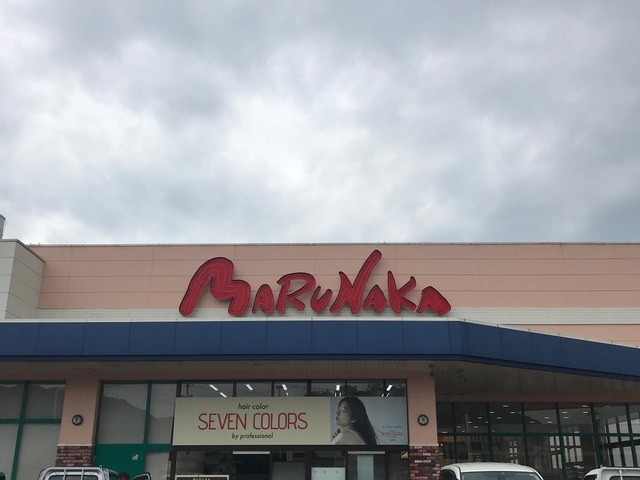 MARUNAKA
hair color
SEVEN COLORS
by professional